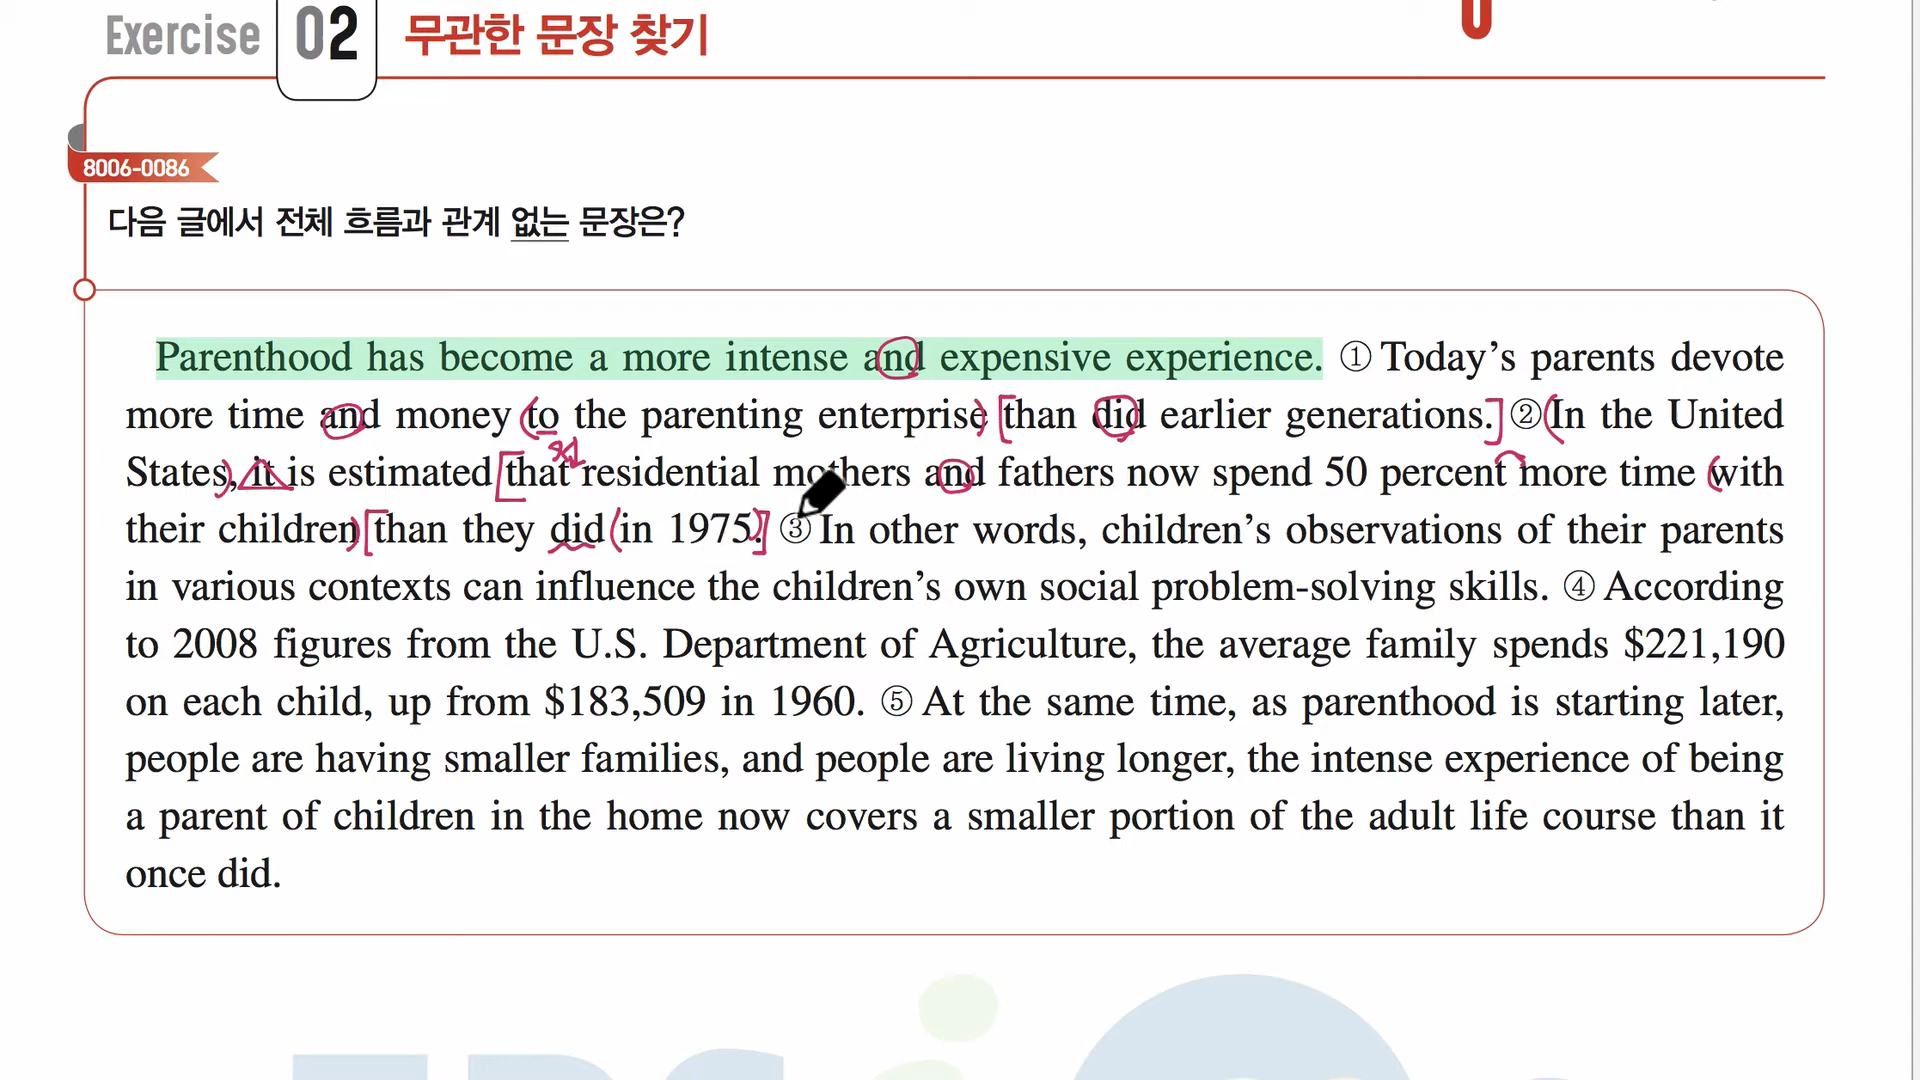 Exercise 02 무관한 문장 찾기
8006-0086
다음 글에서 전체 흐름과 관계 없는 문장은?
Parenthood has become a more intense and expensive experience. ① Today's parents devote
more time and money (to the parenting enterprise) [than did earlier generations.] ② (In the United
States), it is estimated [that residential mothers and fathers now spend 50 percent more time (with
their children) [than they did (in 1975.)] ③ In other words, children's observations of their parents
in various contexts can influence the children's own social problem-solving skills. ④ According
to 2008 figures from the U.S. Department of Agriculture, the average family spends $221,190
on each child, up from $183,509 in 1960. ⑤ At the same time, as parenthood is starting later,
people are having smaller families, and people are living longer, the intense experience of being
a parent of children in the home now covers a smaller portion of the adult life course than it
once did.